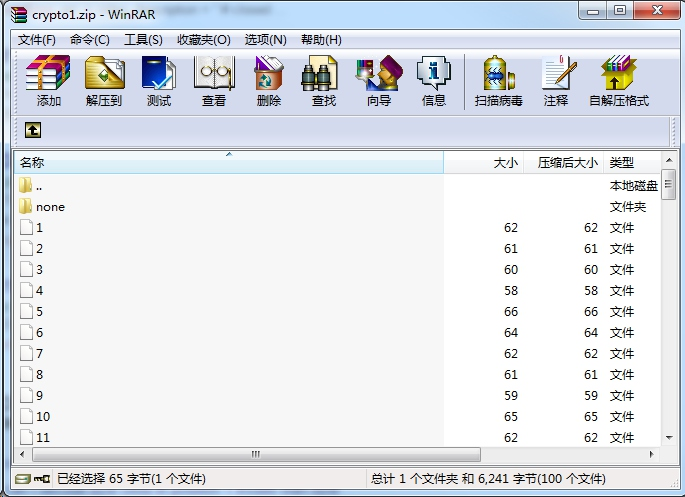 crypto1.zip - WinRAR
文件(F) 命令(C) 工具(S) 收藏夹(O) 选项(N) 帮助(H)
添加 解压到 测试 查看 删除 查找 向导 信息 扫描病毒 注释 自解压格式
名称 大小 压缩后大小 类型
.. 本地磁盘
none 文件夹
1 62 62 文件
2 61 61 文件
3 60 60 文件
4 58 58 文件
5 66 66 文件
6 64 64 文件
7 62 62 文件
8 61 61 文件
9 59 59 文件
10 65 65 文件
11 62 62 文件
已经选择 65 字节(1 个文件) 总计 1 个文件夹 和 6,241 字节(100 个文件)